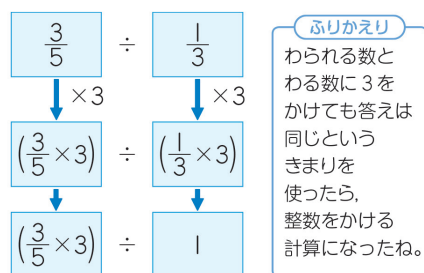 3/5 ÷ 1/3
×3 ×3
(3/5×3) ÷ (1/3×3)
(3/5×3) ÷ 1
ふりかえり
わられる数と
わる数に3を
かけても答えは
同じという
きまりを
使ったら,
整数をかける
計算になったね。